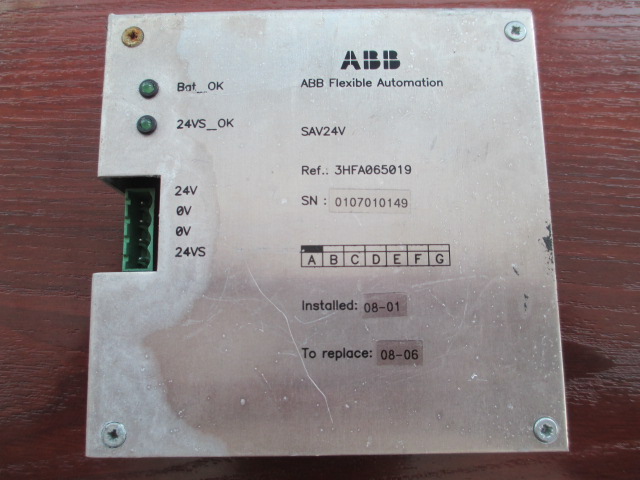 ABB
ABB Flexible Automation
Bat_OK
24VS_OK
SAV24V
Ref.: 3HFA065019
SN : 0107010149
24V
0V
0V
24VS
A B C D E F G
Installed: 08-01
To replace: 08-06